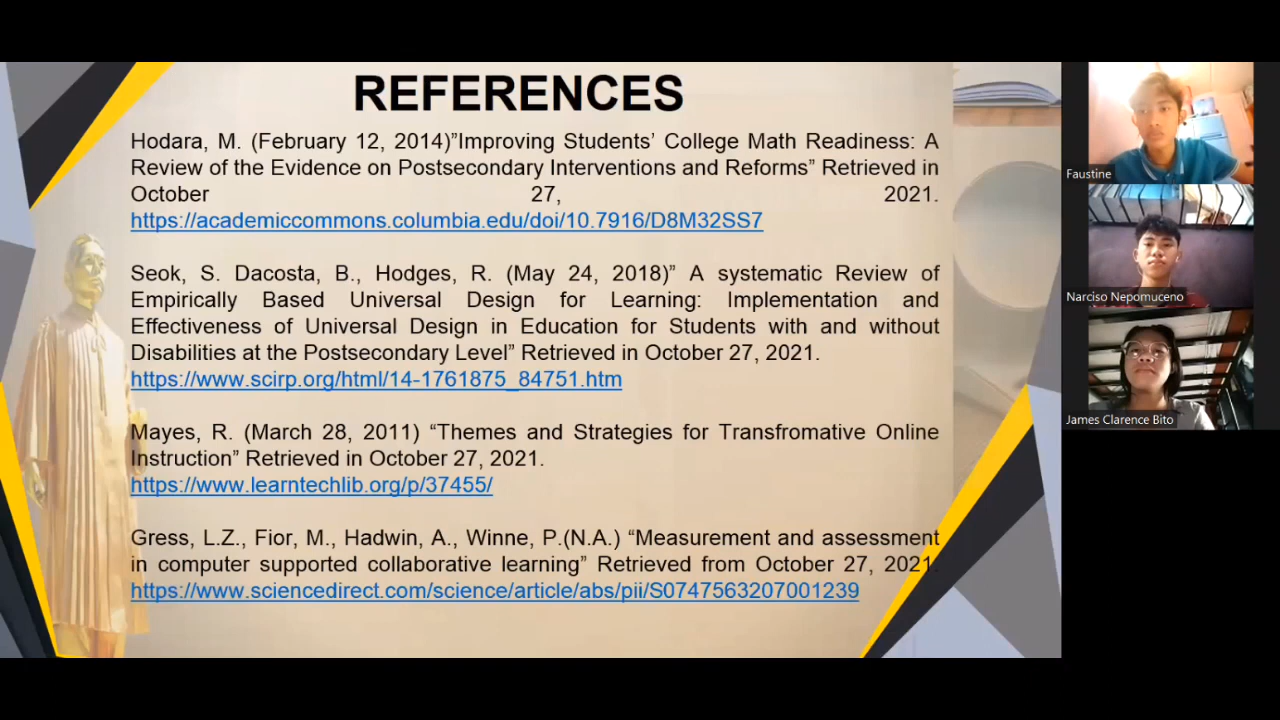 REFERENCES
Hodara, M. (February 12, 2014)”Improving Students’ College Math Readiness: A
Review of the Evidence on Postsecondary Interventions and Reforms” Retrieved in
October 27, 2021.
https://academiccommons.columbia.edu/doi/10.7916/D8M32SS7
Seok, S. Dacosta, B., Hodges, R. (May 24, 2018)” A systematic Review of
Empirically Based Universal Design for Learning: Implementation and
Effectiveness of Universal Design in Education for Students with and without
Disabilities at the Postsecondary Level” Retrieved in October 27, 2021.
https://www.scirp.org/html/14-1761875_84751.htm
Mayes, R. (March 28, 2011) “Themes and Strategies for Transfromative Online
Instruction” Retrieved in October 27, 2021.
https://www.learntechlib.org/p/37455/
Gress, L.Z., Fior, M., Hadwin, A., Winne, P.(N.A.) “Measurement and assessment
in computer supported collaborative learning” Retrieved from October 27, 2021.
https://www.sciencedirect.com/science/article/abs/pii/S0747563207001239
Faustine
Narciso Nepomuceno
James Clarence Bito